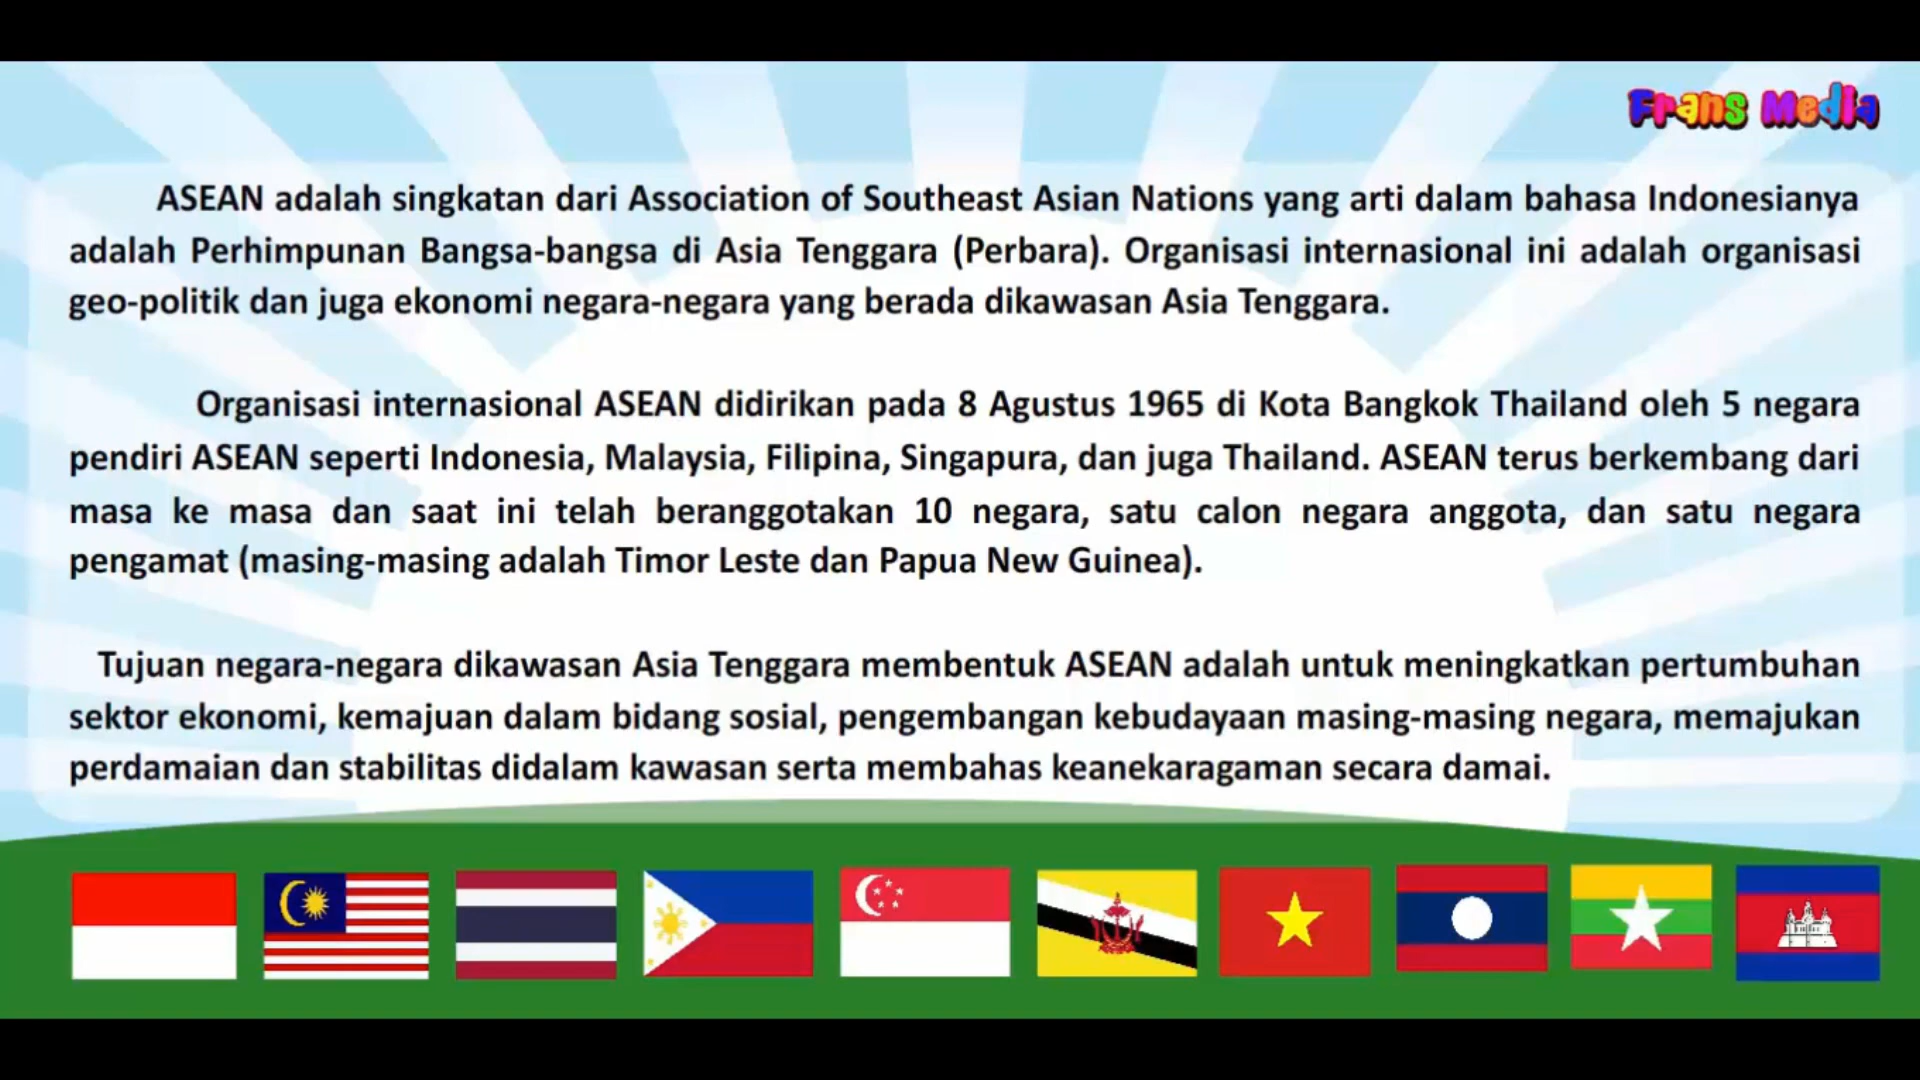 Frans Media
ASEAN adalah singkatan dari Association of Southeast Asian Nations yang arti dalam bahasa Indonesianya
adalah Perhimpunan Bangsa-bangsa di Asia Tenggara (Perbara). Organisasi internasional ini adalah organisasi
geo-politik dan juga ekonomi negara-negara yang berada dikawasan Asia Tenggara.
Organisasi internasional ASEAN didirikan pada 8 Agustus 1965 di Kota Bangkok Thailand oleh 5 negara
pendiri ASEAN seperti Indonesia, Malaysia, Filipina, Singapura, dan juga Thailand. ASEAN terus berkembang dari
masa ke masa dan saat ini telah beranggotakan 10 negara, satu calon negara anggota, dan satu negara
pengamat (masing-masing adalah Timor Leste dan Papua New Guinea).
Tujuan negara-negara dikawasan Asia Tenggara membentuk ASEAN adalah untuk meningkatkan pertumbuhan
sektor ekonomi, kemajuan dalam bidang sosial, pengembangan kebudayaan masing-masing negara, memajukan
perdamaian dan stabilitas didalam kawasan serta membahas keanekaragaman secara damai.